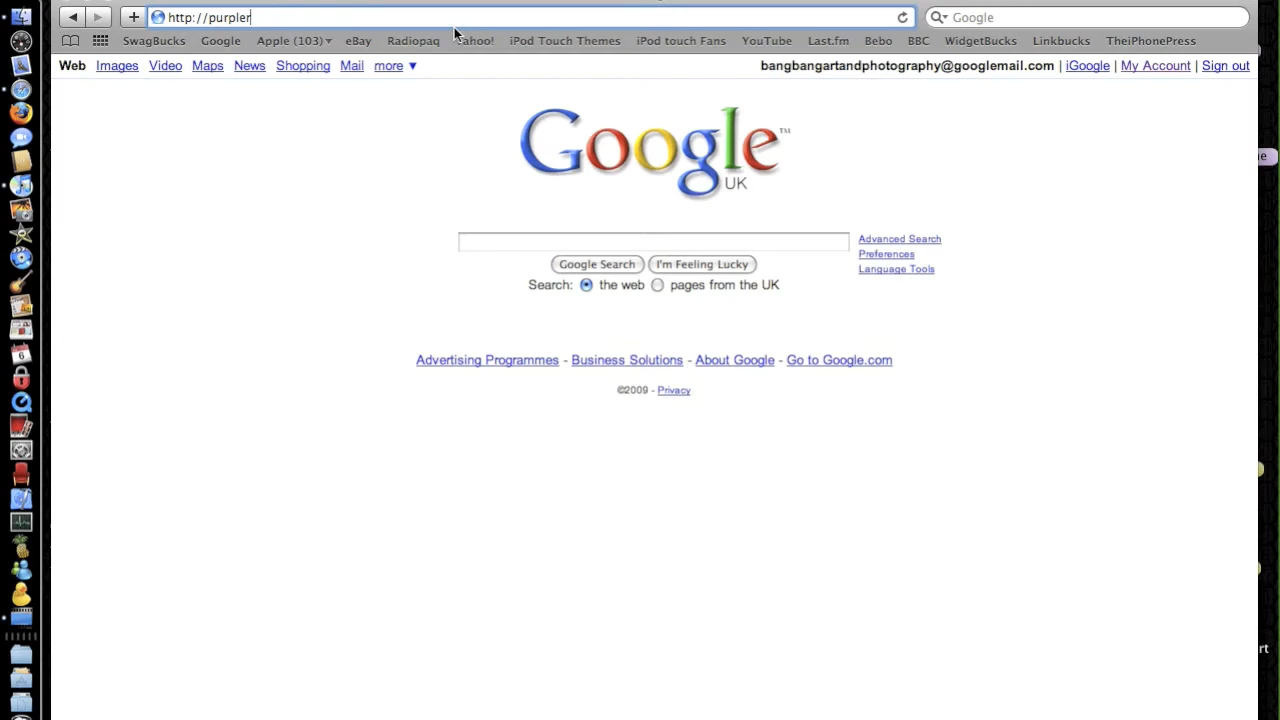 http://purpler
Google
SwagBucks Google Apple (103) eBay Radiopaq Yahoo! iPod Touch Themes iPod touch Fans YouTube Last.fm Bebo BBC WidgetBucks Linkbucks TheiPhonePress
Web Images Video Maps News Shopping Mail more ▼ bangbangartandphotography@googlemail.com | iGoogle | My Account | Sign out
Google™
UK
Advanced Search
Preferences
Language Tools
Google Search I'm Feeling Lucky
Search: the web pages from the UK
Advertising Programmes - Business Solutions - About Google - Go to Google.com
©2009 - Privacy
6